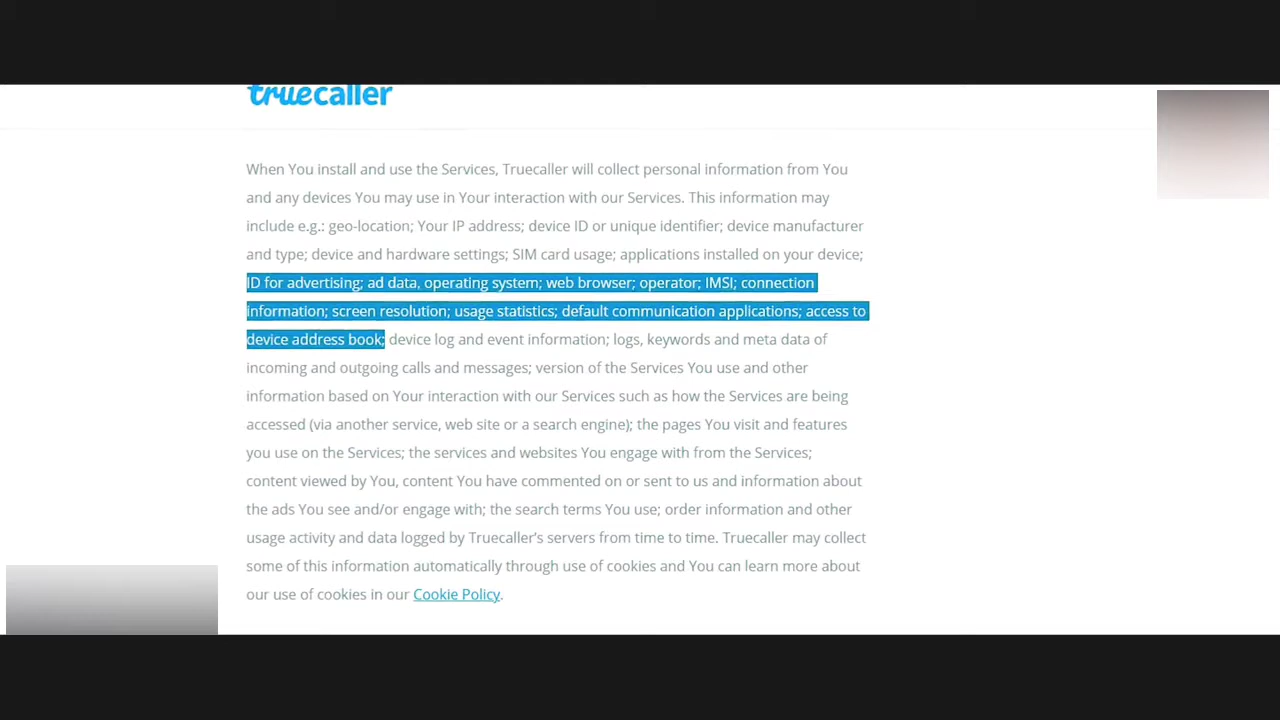 truecaller
When You install and use the Services, Truecaller will collect personal information from You
and any devices You may use in Your interaction with our Services. This information may
include e.g.: geo-location; Your IP address; device ID or unique identifier; device manufacturer
and type; device and hardware settings; SIM card usage; applications installed on your device;
ID for advertising; ad data, operating system; web browser; operator; IMSI; connection
information; screen resolution; usage statistics; default communication applications; access to
device address book; device log and event information; logs, keywords and meta data of
incoming and outgoing calls and messages; version of the Services You use and other
information based on Your interaction with our Services such as how the Services are being
accessed (via another service, web site or a search engine); the pages You visit and features
you use on the Services; the services and websites You engage with from the Services;
content viewed by You, content You have commented on or sent to us and information about
the ads You see and/or engage with; the search terms You use; order information and other
usage activity and data logged by Truecaller’s servers from time to time. Truecaller may collect
some of this information automatically through use of cookies and You can learn more about
our use of cookies in our Cookie Policy.